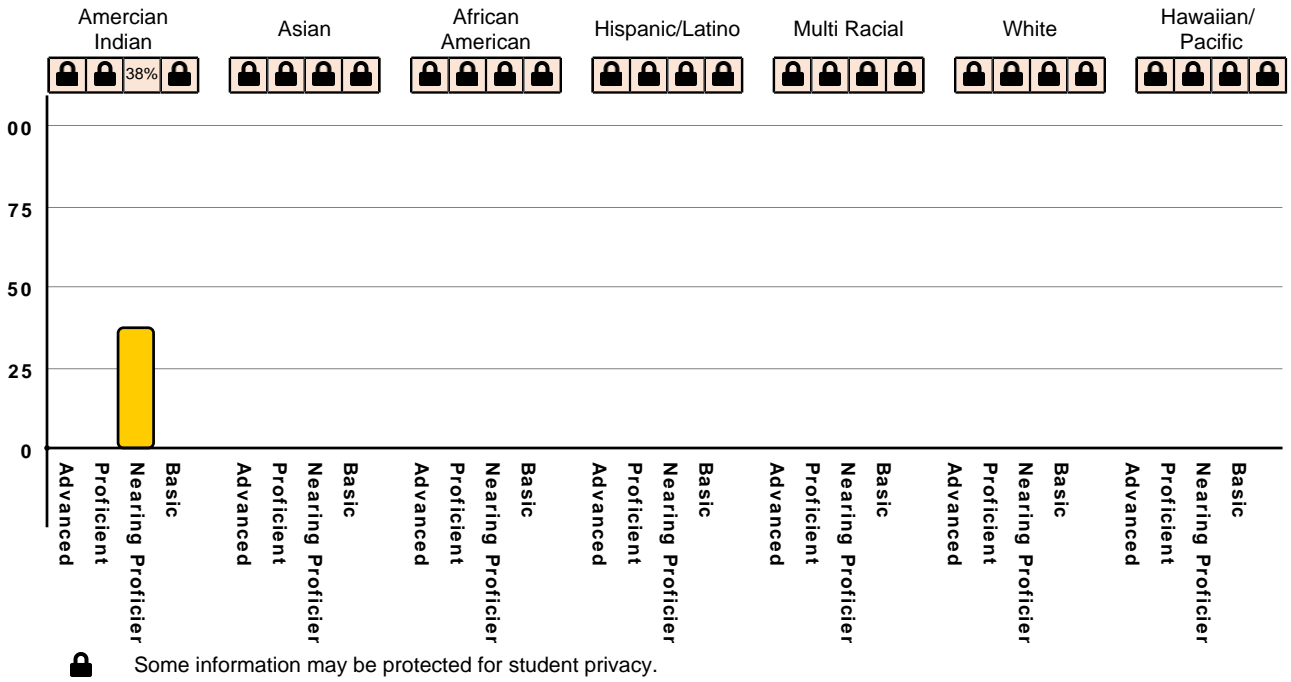 Amercian
Indian
Asian
African
American
Hispanic/Latino
Multi Racial
White
Hawaiian/
Pacific
38%
00
75
50
25
0
Advanced
Proficient
Nearing Proficier
Basic
Advanced
Proficient
Nearing Proficier
Basic
Advanced
Proficient
Nearing Proficier
Basic
Advanced
Proficient
Nearing Proficier
Basic
Advanced
Proficient
Nearing Proficier
Basic
Advanced
Proficient
Nearing Proficier
Basic
Advanced
Proficient
Nearing Proficier
Basic
Some information may be protected for student privacy.